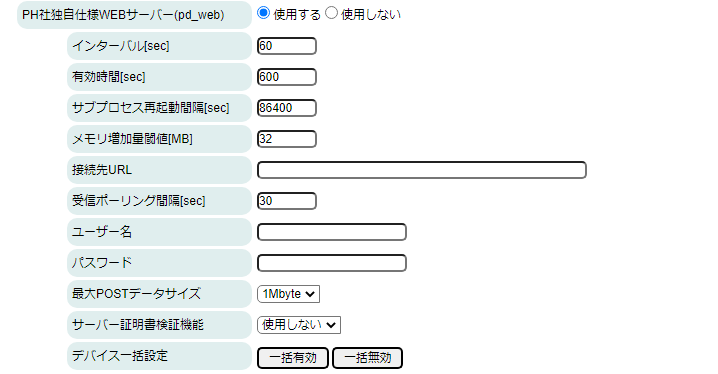 PH社独自仕様WEBサーバー(pd_web) 使用する 使用しない
インターバル[sec] 60
有効時間[sec] 600
サブプロセス再起動間隔[sec] 86400
メモリ増加量閾値[MB] 32
接続先URL
受信ポーリング間隔[sec] 30
ユーザー名
パスワード
最大POSTデータサイズ 1Mbyte
サーバー証明書検証機能 使用しない
デバイス一括設定 一括有効 一括無効